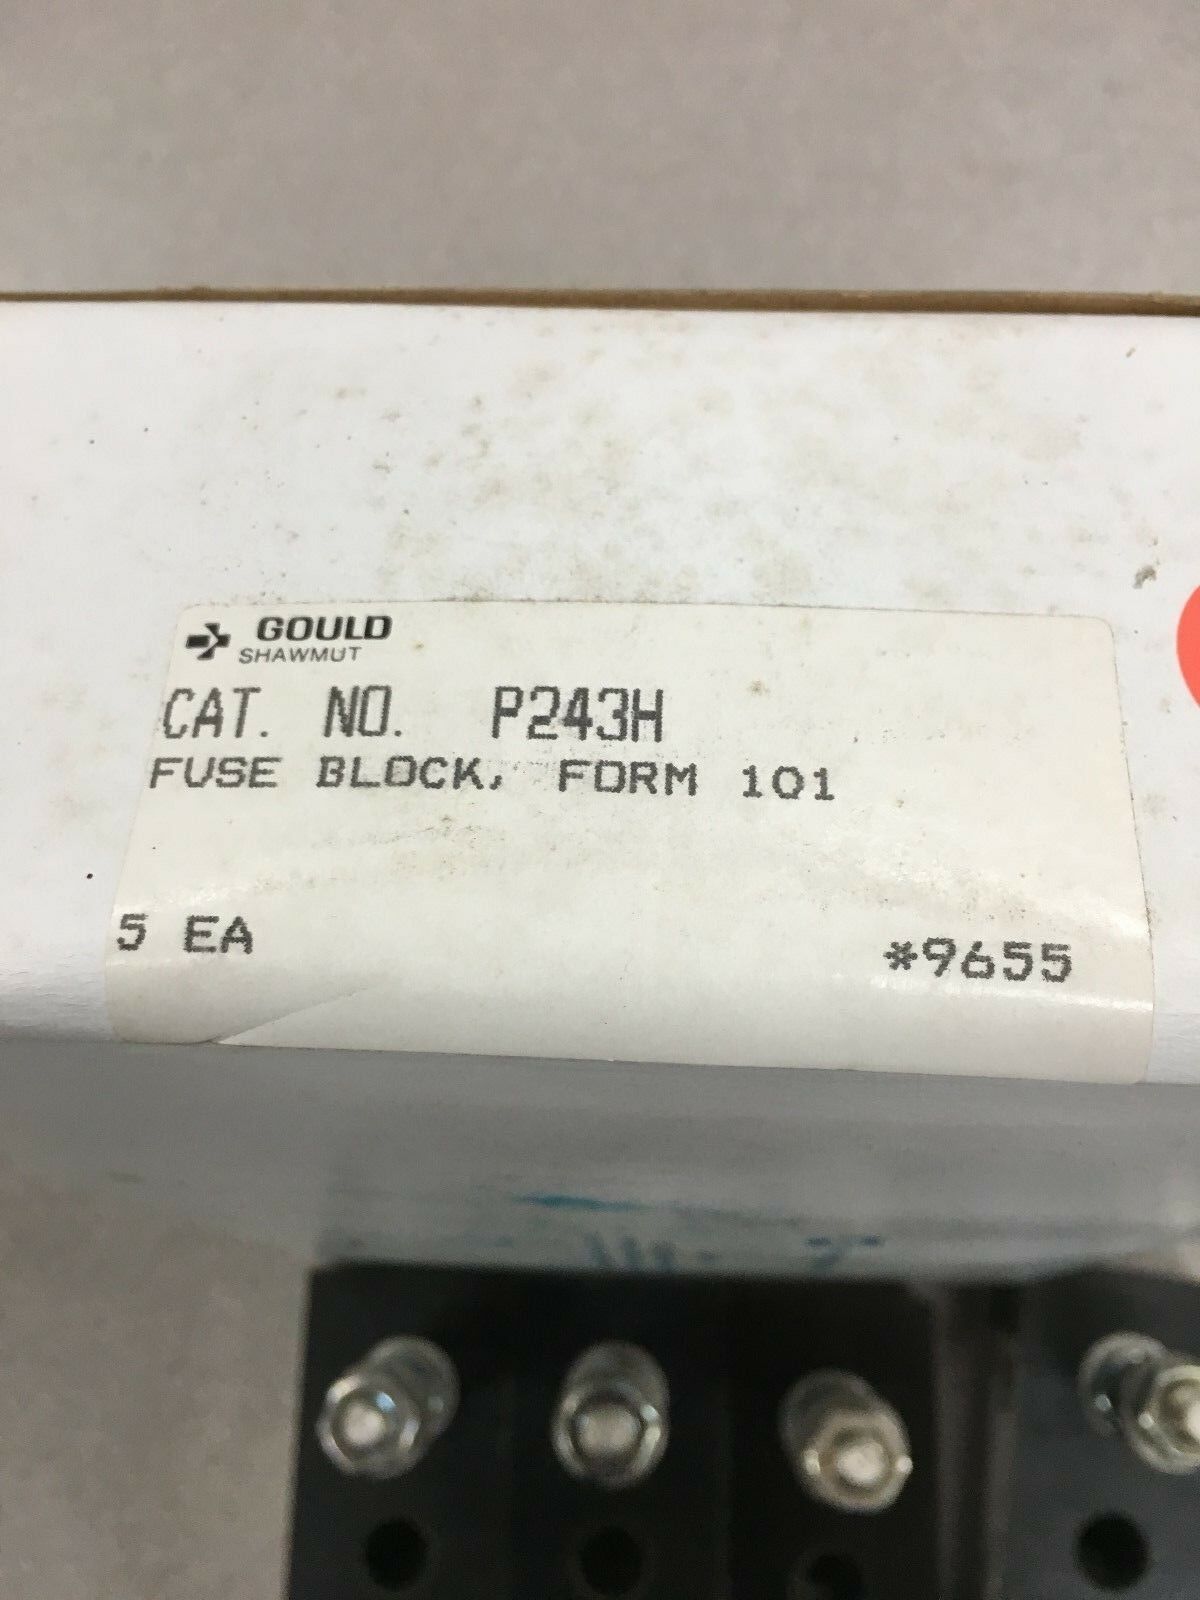 GOULD
SHAWMUT
CAT. NO. P243H
FUSE BLOCK, FORM 101
5 EA *9655